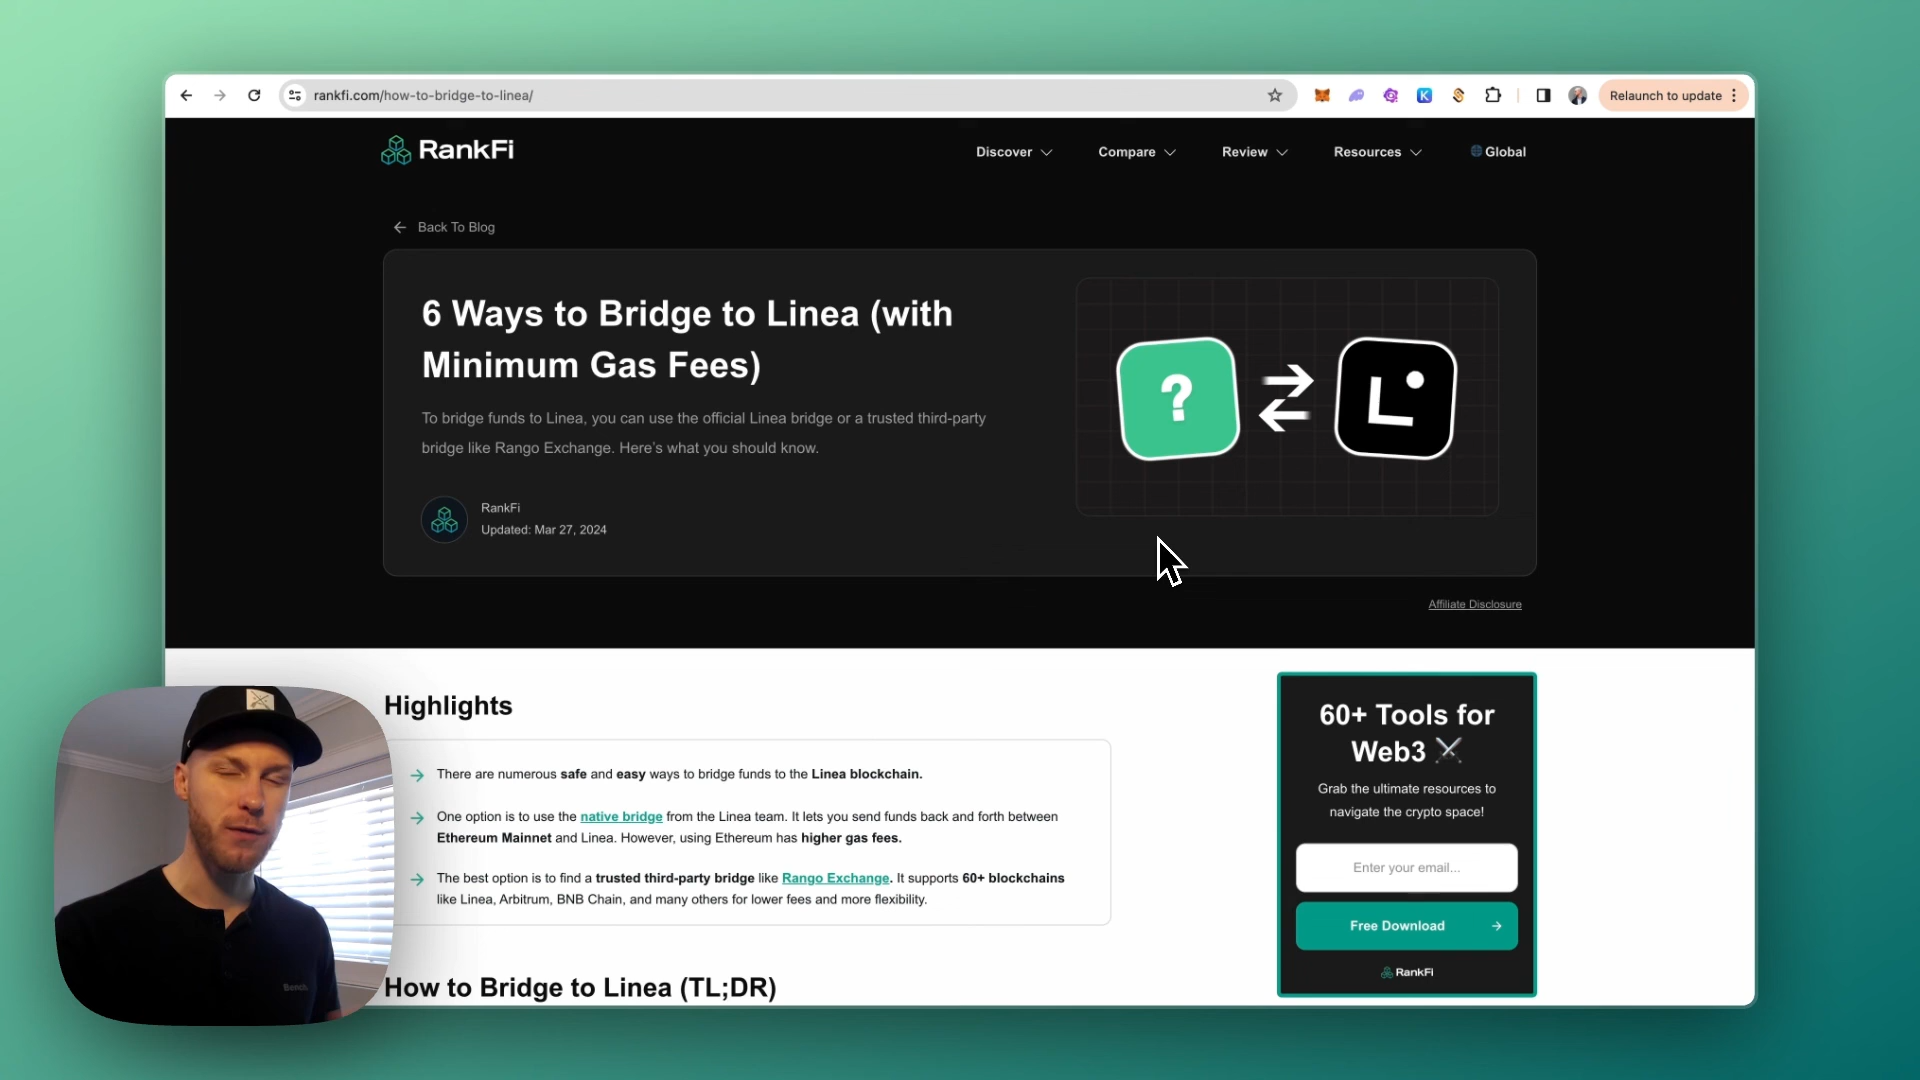 rankfi.com/how-to-bridge-to-linea/
Relaunch to update
RankFi
Discover
Compare
Review
Resources
Global
Back To Blog
6 Ways to Bridge to Linea (with
Minimum Gas Fees)
To bridge funds to Linea, you can use the official Linea bridge or a trusted third-party
bridge like Rango Exchange. Here's what you should know.
RankFi
Updated: Mar 27, 2024
?
L
Affiliate Disclosure
Highlights
There are numerous safe and easy ways to bridge funds to the Linea blockchain.
One option is to use the native bridge from the Linea team. It lets you send funds back and forth between
Ethereum Mainnet and Linea. However, using Ethereum has higher gas fees.
The best option is to find a trusted third-party bridge like Rango Exchange. It supports 60+ blockchains
like Linea, Arbitrum, BNB Chain, and many others for lower fees and more flexibility.
How to Bridge to Linea (TL;DR)
60+ Tools for
Web3
Grab the ultimate resources to
navigate the crypto space!
Enter your email...
Free Download
RankFi
Bench